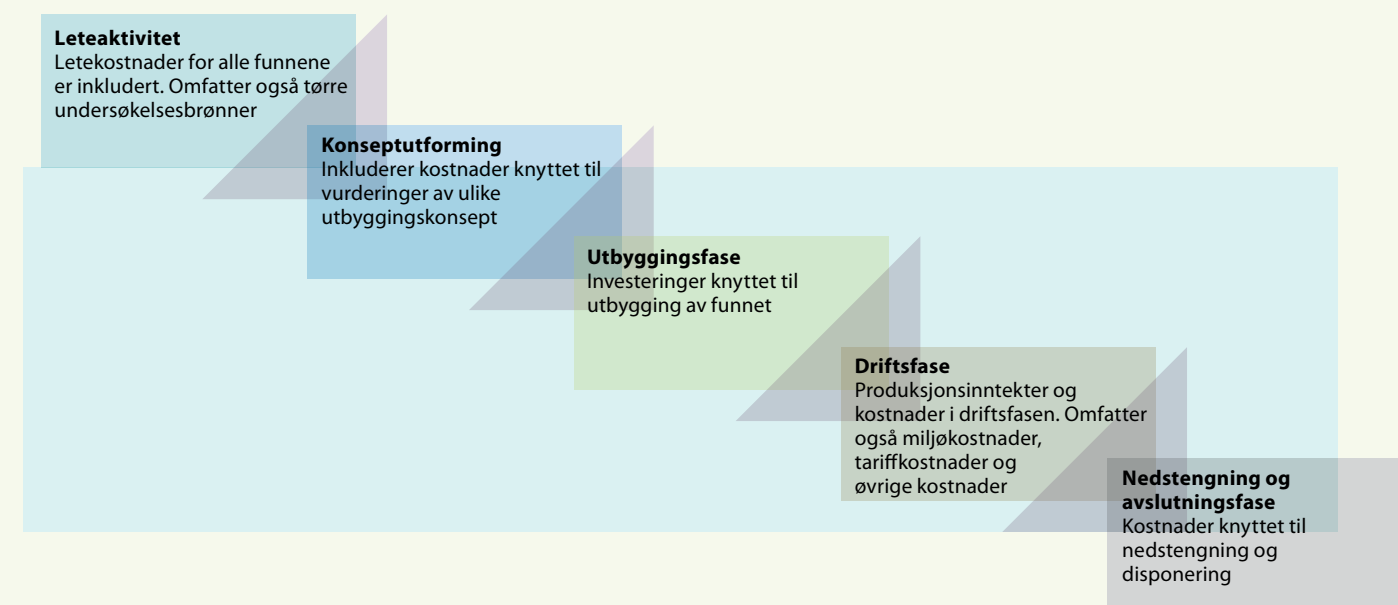 Leteaktivitet
Letekostnader for alle funnene
er inkludert. Omfatter også tørre
undersøkelsesbrønner
Konseptutforming
Inkluderer kostnader knyttet til
vurderinger av ulike
utbyggingskonsept
Utbyggingsfase
Investeringer knyttet til
utbygging av funnet
Driftsfase
Produksjonsinntekter og
kostnader i driftsfasen. Omfatter
også miljøkostnader,
tariffkostnader og
øvrige kostnader
Nedstengning og
avslutningsfase
Kostnader knyttet til
nedstengning og
disponering